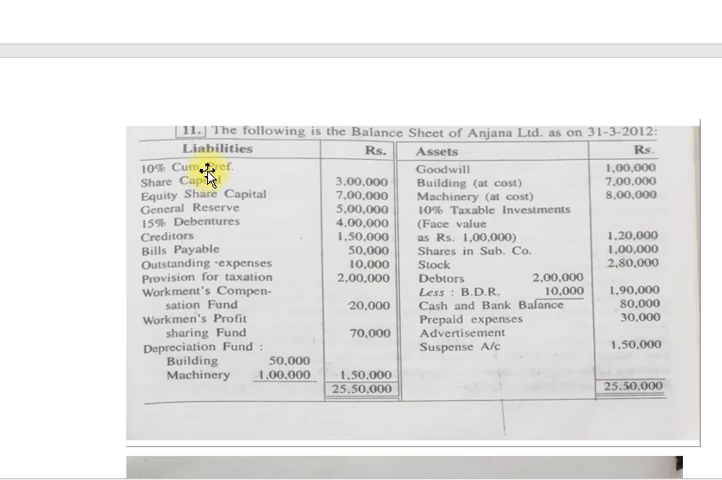 11. The following is the Balance Sheet of Anjana Ltd. as on 31-3-2012:
Liabilities Rs. Assets Rs.
10% Cum. Pref. Goodwill 1,00,000
Share Capital 3,00,000 Building (at cost) 7,00,000
Equity Share Capital 7,00,000 Machinery (at cost) 8,00,000
General Reserve 5,00,000 10% Taxable Investments
15% Debentures 4,00,000 (Face value
Creditors 1,50,000 as Rs. 1,00,000) 1,20,000
Bills Payable 50,000 Shares in Sub. Co. 1,00,000
Outstanding -expenses 10,000 Stock 2,80,000
Provision for taxation 2,00,000 Debtors 2,00,000
Workment's Compen- Less : B.D.R. 10,000 1,90,000
sation Fund 20,000 Cash and Bank Balance 80,000
Workmen's Profit Prepaid expenses 30,000
sharing Fund 70,000 Advertisement
Depreciation Fund : Suspense A/c 1,50,000
Building 50,000
Machinery 1,00,000 1,50,000
25,50,000 25,50,000